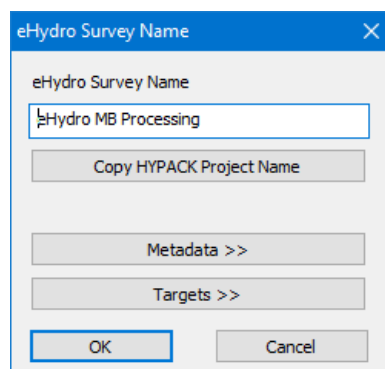 eHydro Survey Name
eHydro Survey Name
eHydro MB Processing
Copy HYPACK Project Name
Metadata >>
Targets >>
OK
Cancel